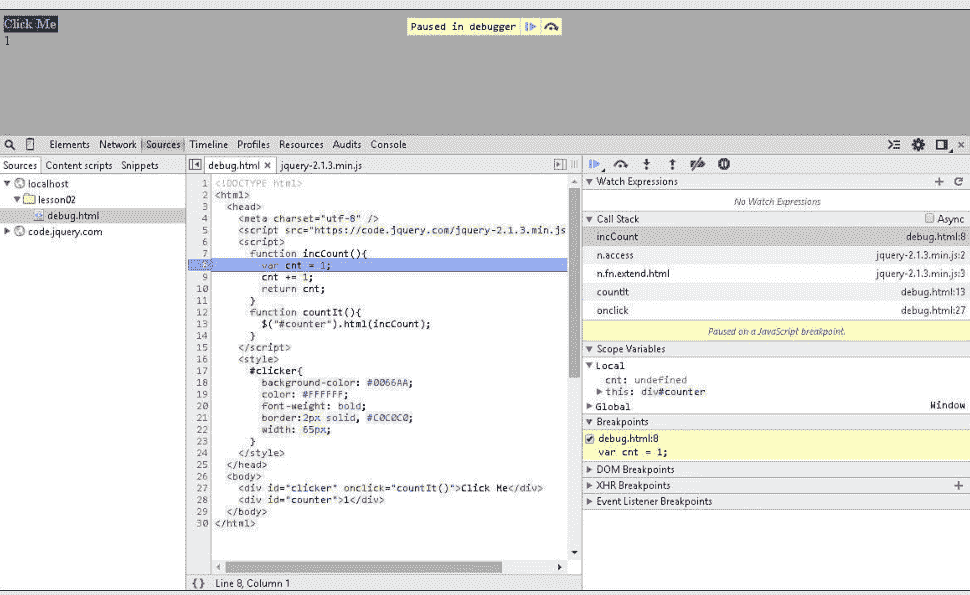 Click Me
1
Paused in debugger
Elements Network Sources Timeline Profiles Resources Audits Console
Sources Content scripts Snippets
localhost
lesson02
debug.html
code.jquery.com
debug.html × jquery-2.1.3.min.js
1 <!DOCTYPE html>
2 <html>
3 <head>
4 <meta charset="utf-8" />
5 <script src="https://code.jquery.com/jquery-2.1.3.min.js
6 <script>
7 function incCount(){
8 var cnt = 1;
9 cnt += 1;
10 return cnt;
11 }
12 function countIt(){
13 $("#counter").html(incCount);
14 }
15 </script>
16 <style>
17 #clicker{
18 background-color: #0066AA;
19 color: #FFFFFF;
20 font-weight: bold;
21 border:2px solid, #C0C0C0;
22 width: 65px;
23 }
24 </style>
25 </head>
26 <body>
27 <div id="clicker" onclick="countIt()">Click Me</div>
28 <div id="counter">1</div>
29 </body>
30 </html>
{} Line 8, Column 1
Watch Expressions
No Watch Expressions
Call Stack Async
incCount debug.html:8
n.access jquery-2.1.3.min.js:2
n.fn.extend.html jquery-2.1.3.min.js:3
countIt debug.html:13
onclick debug.html:27
Paused on a JavaScript breakpoint.
Scope Variables
Local
cnt: undefined
this: div#counter
Global Window
Breakpoints
debug.html:8
var cnt = 1;
DOM Breakpoints
XHR Breakpoints
Event Listener Breakpoints